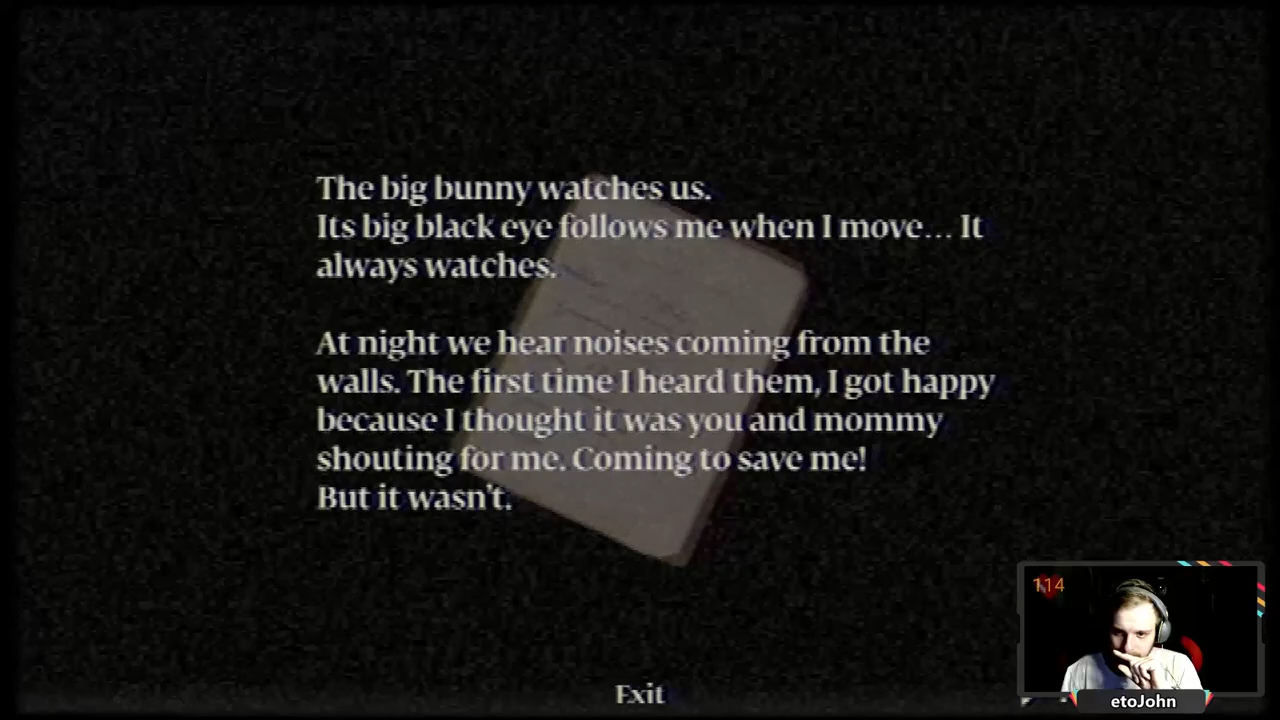 The big bunny watches us.
Its big black eye follows me when I move... It
always watches.
At night we hear noises coming from the
walls. The first time I heard them, I got happy
because I thought it was you and mommy
shouting for me. Coming to save me!
But it wasn't.
114
etoJohn
Exit